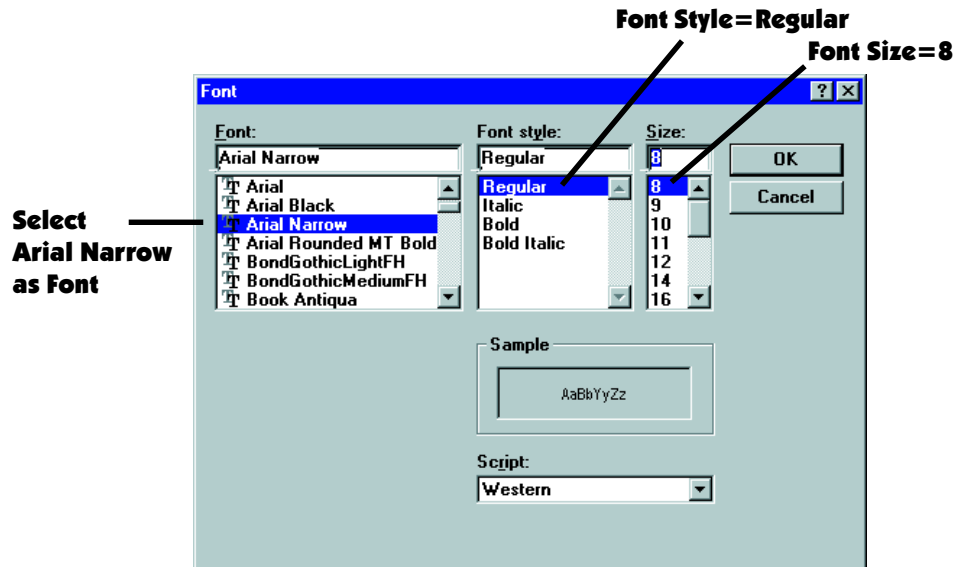 Font Style=Regular
Font Size=8
Font
Font:
Font style:
Size:
Arial Narrow
Regular
8
OK
Cancel
Select
Arial Narrow
as Font
Arial
Arial Black
Arial Narrow
Arial Rounded MT Bold
BondGothicLightFH
BondGothicMediumFH
Book Antiqua
Regular
Italic
Bold
Bold Italic
8
9
10
11
12
14
16
Sample
AaBbYyZz
Script:
Western